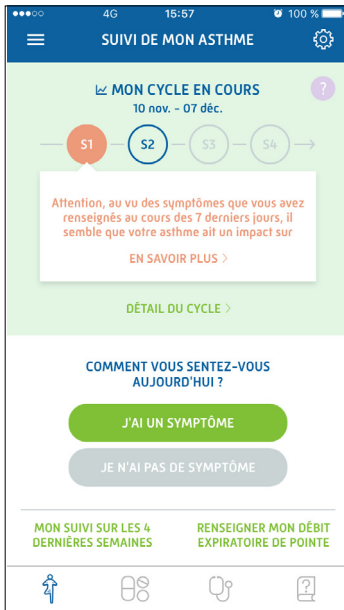 4G 15:57 100 %
SUIVI DE MON ASTHME
MON CYCLE EN COURS
?
10 nov. - 07 déc.
S1 S2 S3 S4
Attention, au vu des symptômes que vous avez
renseignés au cours des 7 derniers jours, il
semble que votre asthme ait un impact sur
EN SAVOIR PLUS >
DÉTAIL DU CYCLE >
COMMENT VOUS SENTEZ-VOUS
AUJOURD'HUI ?
J'AI UN SYMPTÔME
JE N'AI PAS DE SYMPTÔME
MON SUIVI SUR LES 4
DERNIÈRES SEMAINES
RENSEIGNER MON DÉBIT
EXPIRATOIRE DE POINTE
?